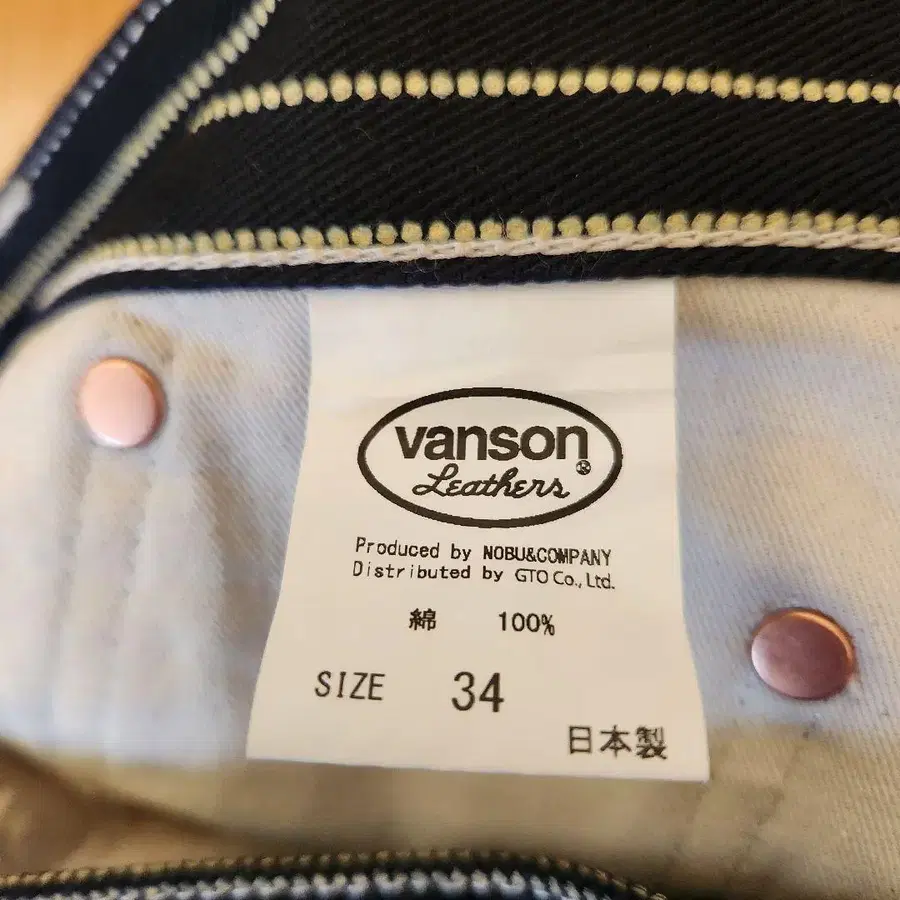 vanson
Leathers
Produced by NOBU&COMPANY
Distributed by GTO Co., Ltd.
綿 100%
SIZE 34
日本製